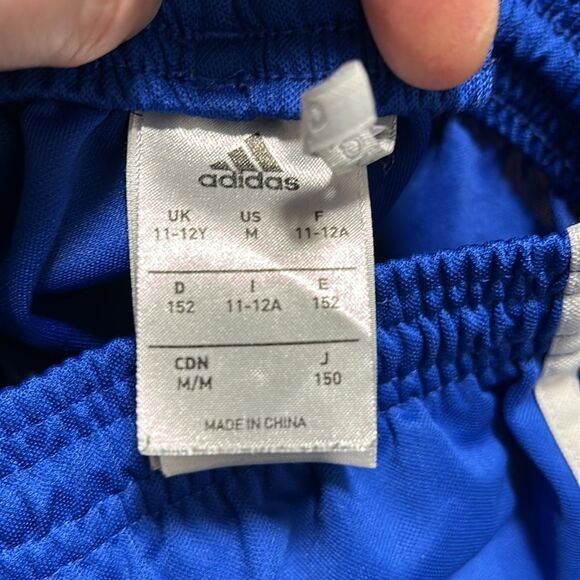 adidas
UK US F
11-12Y M 11-12A
D I E
152 11-12A 152
CDN J
M/M 150
MADE IN CHINA